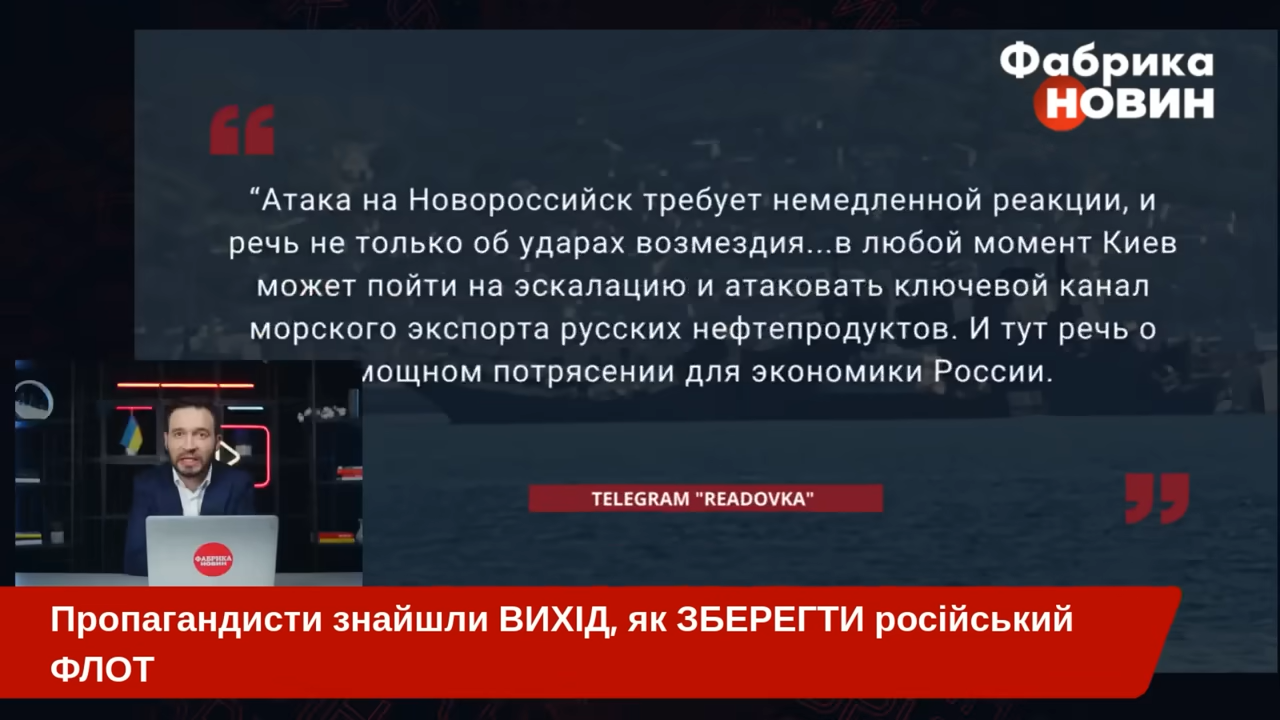 Фабрика
НОВИН
“Атака на Новороссийск требует немедленной реакции, и
речь не только об ударах возмездия...в любой момент Киев
может пойти на эскалацию и атаковать ключевой канал
морского экспорта русских нефтепродуктов. И тут речь о
мощном потрясении для экономики России.
TELEGRAM "READOVKA"
ФАБРИКА
НОВИН
Пропагандисти знайшли ВИХІД, як ЗБЕРЕГТИ російський
ФЛОТ